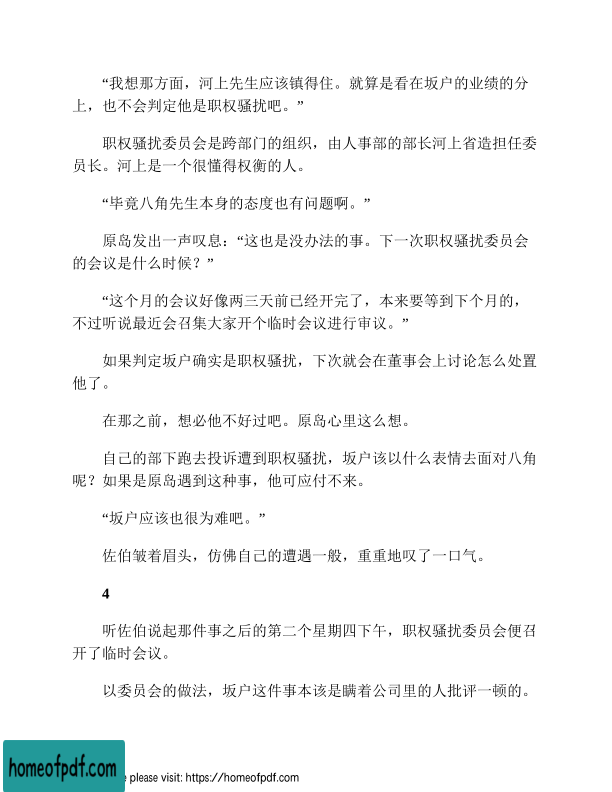 “我想那方面，河上先生应该镇得住。就算是看在坂户的业绩的分
上，也不会判定他是职权骚扰吧。”
职权骚扰委员会是跨部门的组织，由人事部的部长河上省造担任委
员长。河上是一个很懂得权衡的人。
“毕竟八角先生本身的态度也有问题啊。”
原岛发出一声叹息：“这也是没办法的事。下一次职权骚扰委员会
的会议是什么时候？”
“这个月的会议好像两三天前已经开完了，本来要等到下个月的，
不过听说最近会召集大家开个临时会议进行审议。”
如果判定坂户确实是职权骚扰，下次就会在董事会上讨论怎么处置
他了。
在那之前，想必他不好过吧。原岛心里这么想。
自己的部下跑去投诉遭到职权骚扰，坂户该以什么表情去面对八角
呢？如果是原岛遇到这种事，他可应付不来。
“坂户应该也很为难吧。”
佐伯皱着眉头，仿佛自己的遭遇一般，重重地叹了一口气。
4
听佐伯说起那件事之后的第二个星期四下午，职权骚扰委员会便召
开了临时会议。
以委员会的做法，坂户这件事本该是瞒着公司里的人批评一顿的。
homeofpdf.com
e please visit: https://homeofpdf.com